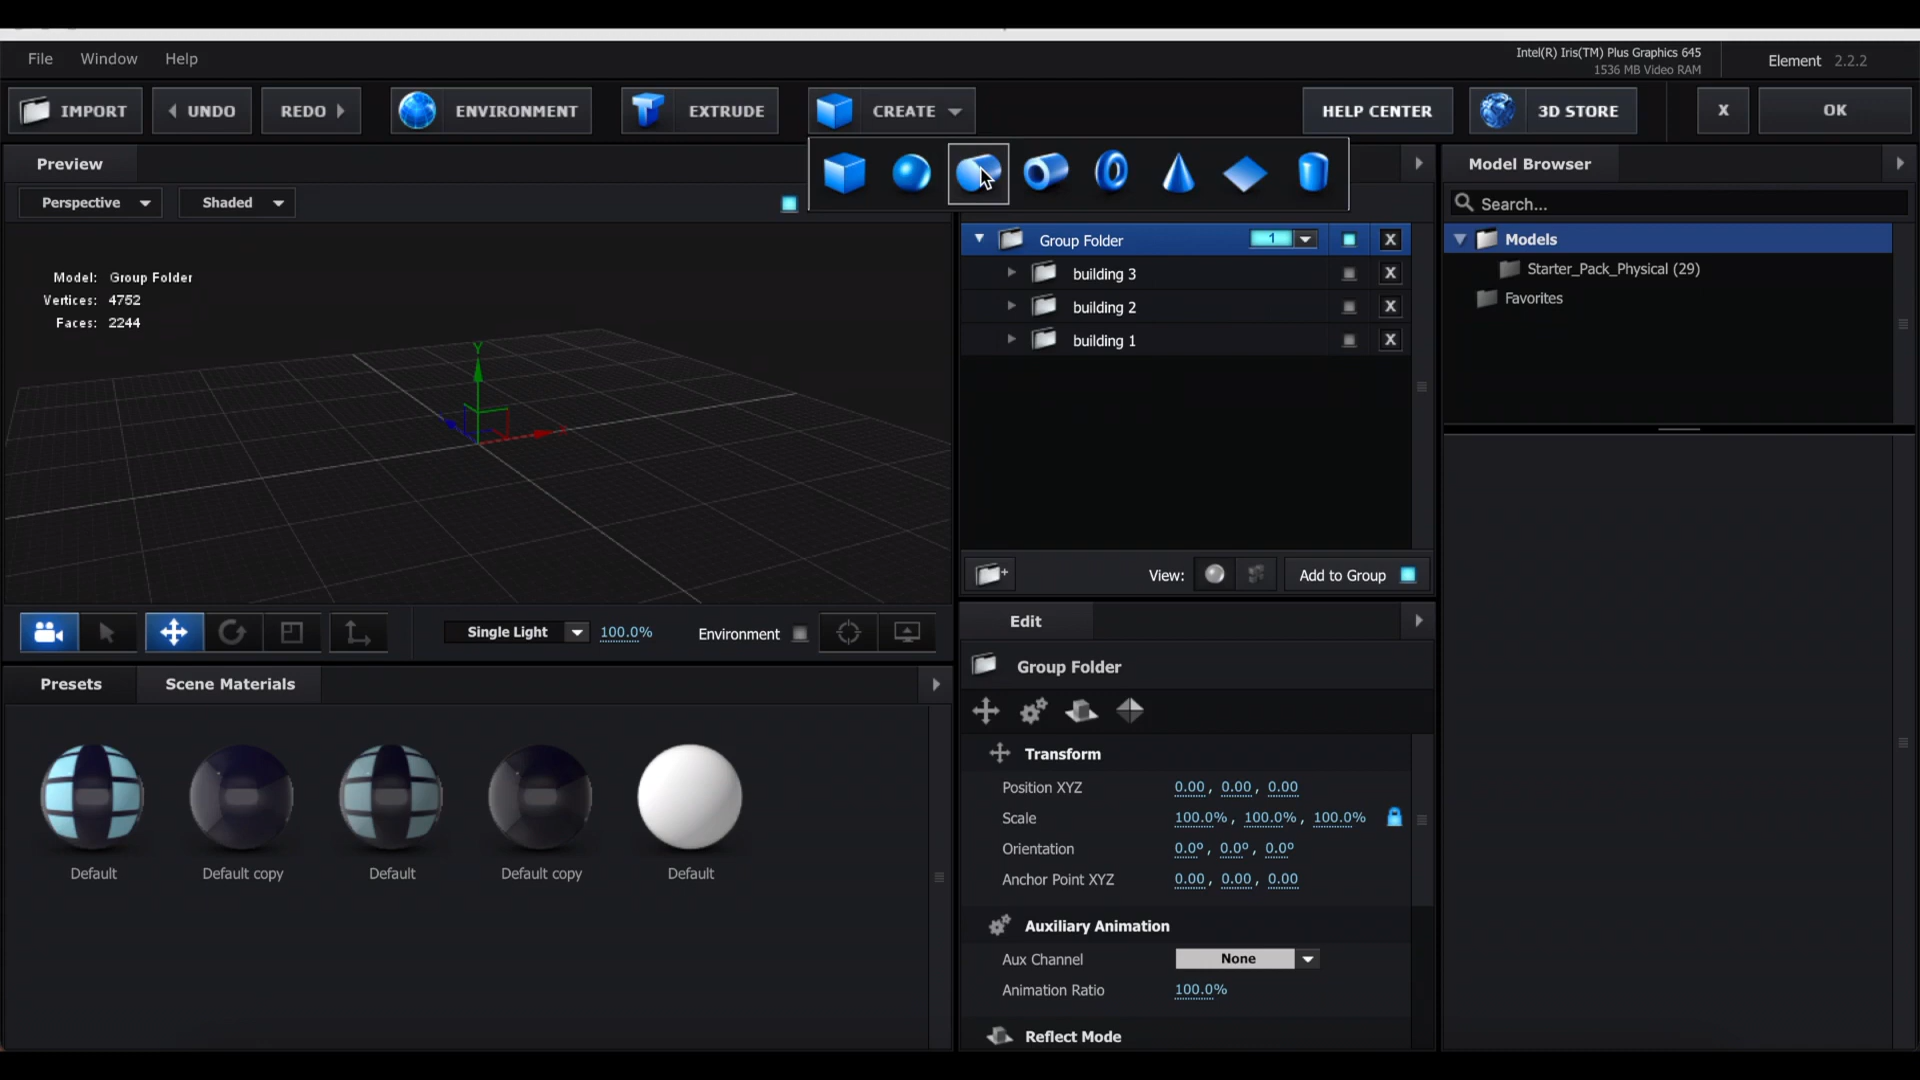 File Window Help
Intel(R) Iris(TM) Plus Graphics 645
1536 MB Video RAM
Element 2.2.2
IMPORT UNDO REDO ENVIRONMENT EXTRUDE CREATE HELP CENTER 3D STORE X OK
Preview
Perspective Shaded
Model: Group Folder
Vertices: 4752
Faces: 2244
Y
Single Light 100.0% Environment
Presets Scene Materials
Default Default copy Default Default copy Default
Group Folder 1 X
building 3 X
building 2 X
building 1 X
View: Add to Group
Edit
Group Folder
Transform
Position XYZ 0.00, 0.00, 0.00
Scale 100.0%, 100.0%, 100.0%
Orientation 0.0º, 0.0º, 0.0º
Anchor Point XYZ 0.00, 0.00, 0.00
Auxiliary Animation
Aux Channel None
Animation Ratio 100.0%
Reflect Mode
Model Browser
Search...
Models
Starter_Pack_Physical (29)
Favorites